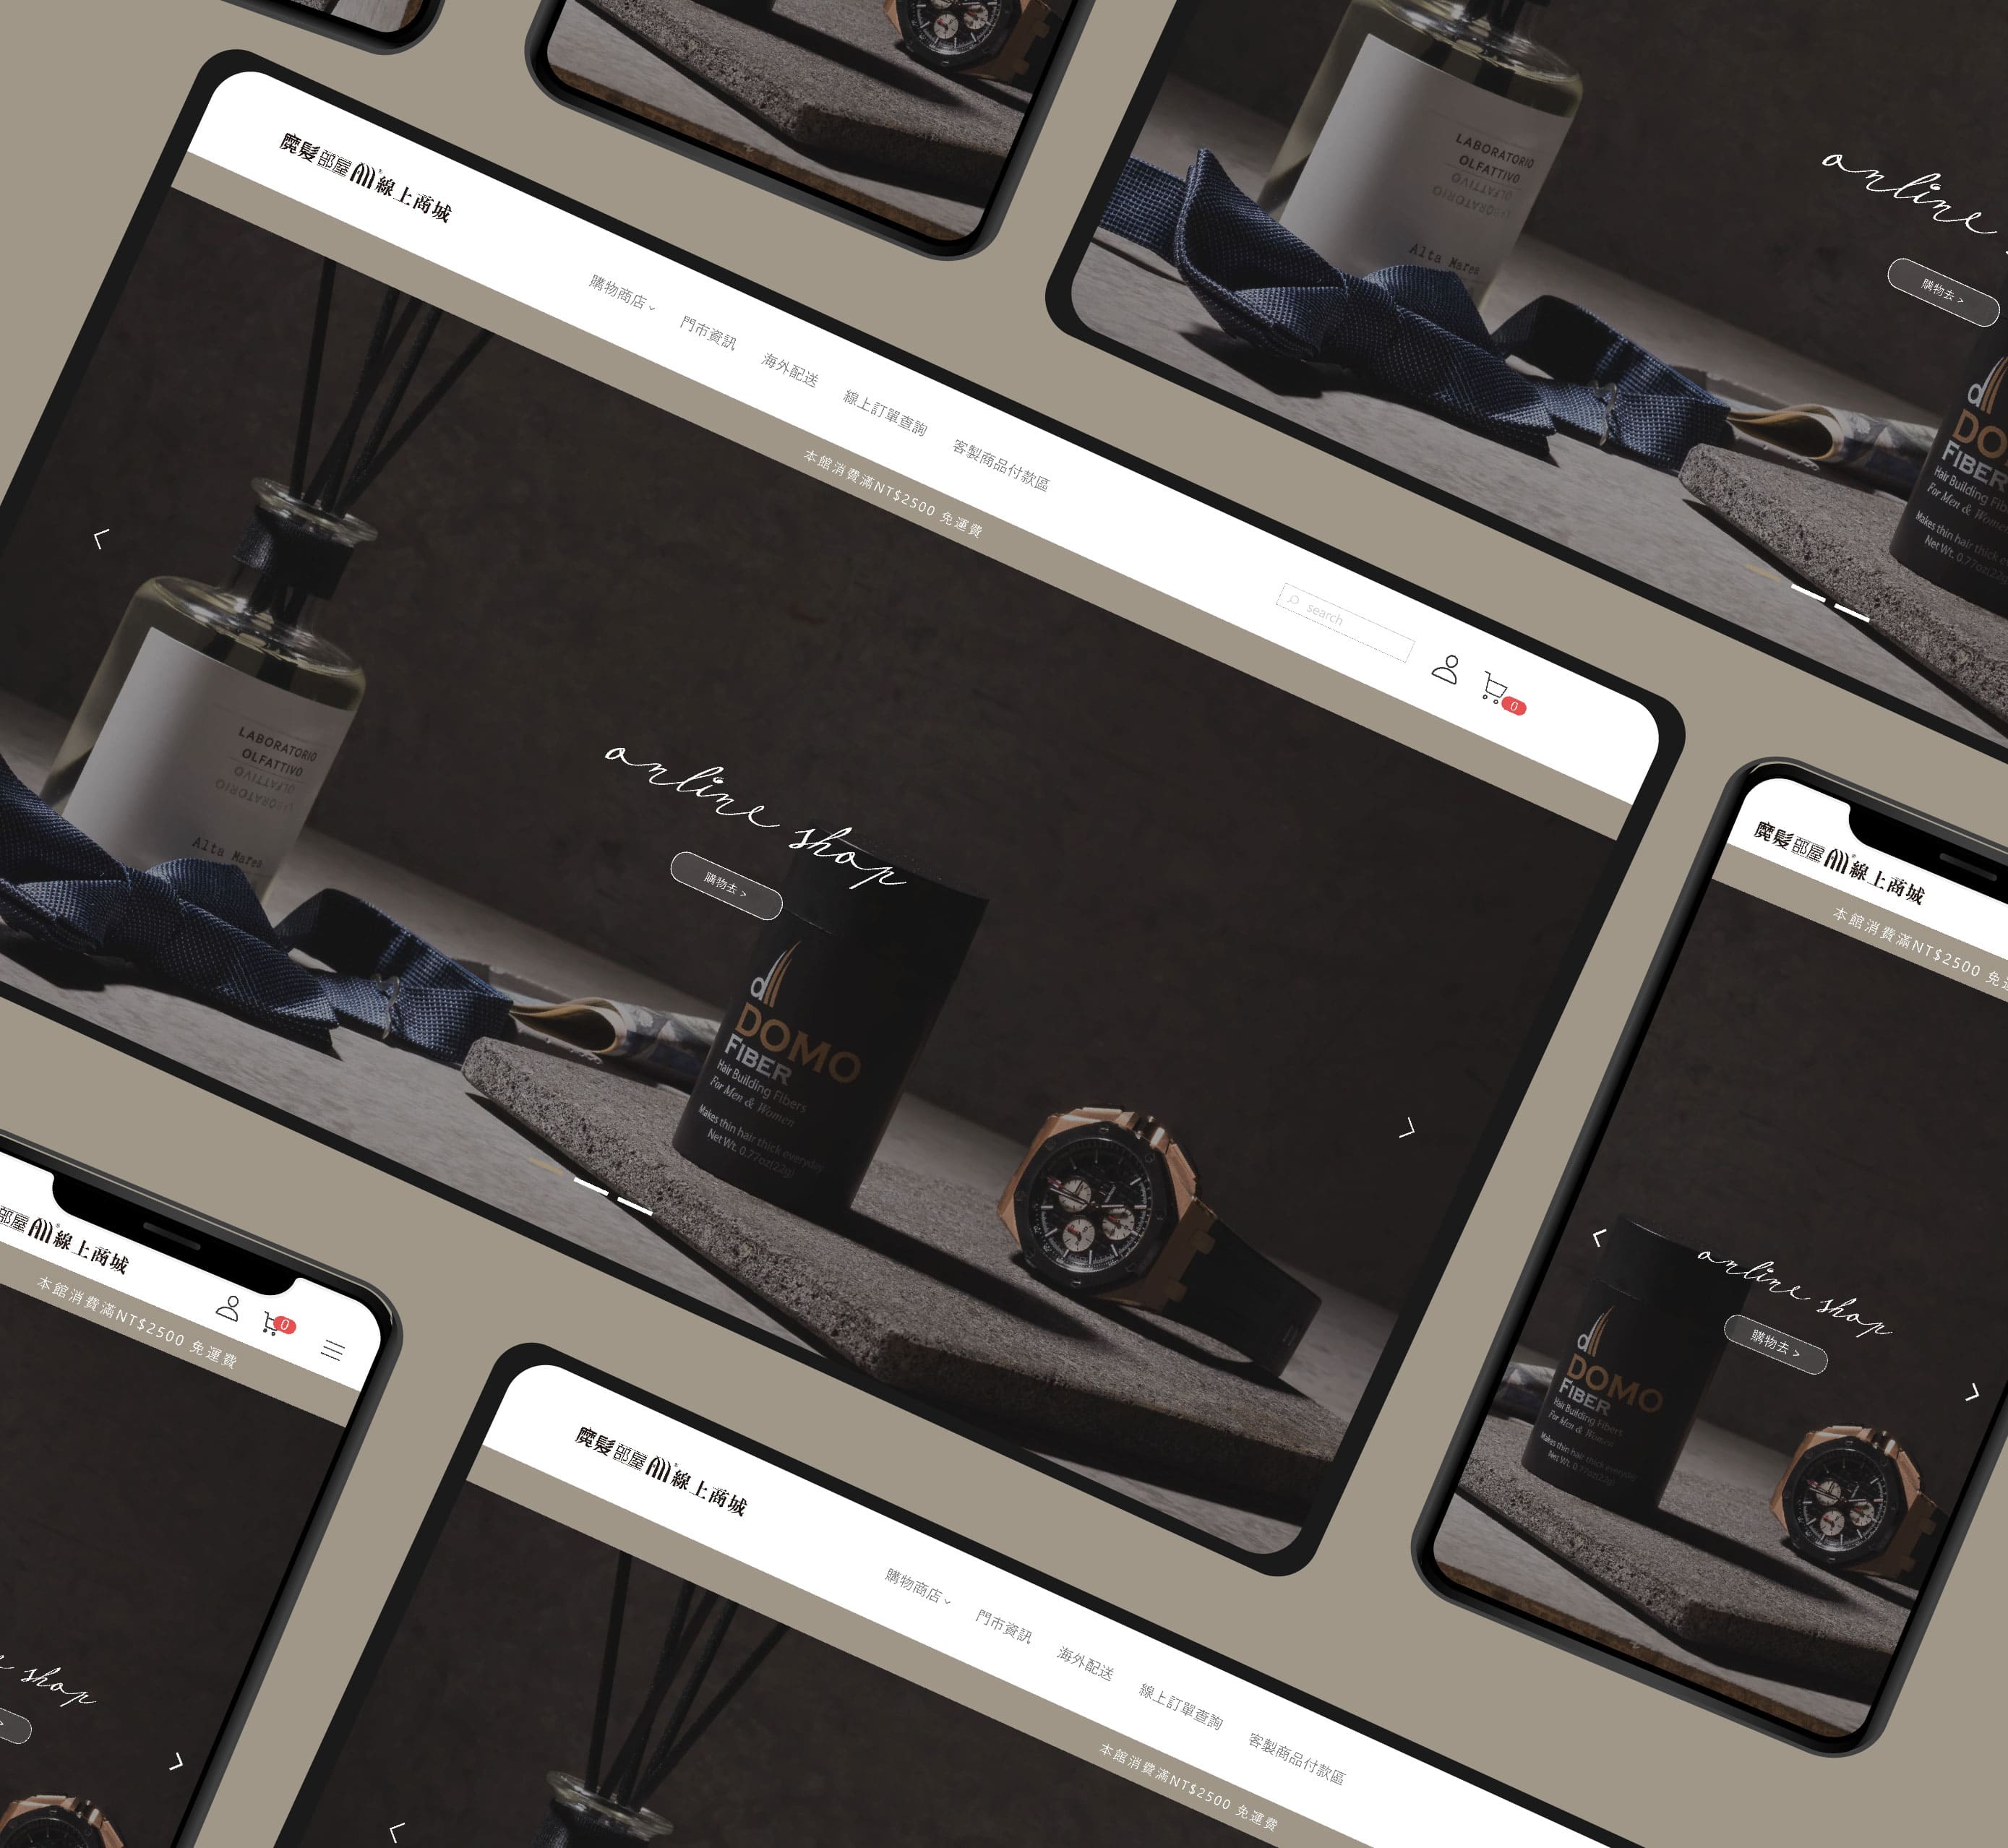 LABORATORIO
OLFATTIVO
Alta Marea
online
購物去 >
DOMO
FIBER
Hair Building
For Men & Women
Makes thin hair thick
Net Wt. 0.77oz
魔髮部屋 線上商城
購物商店
門市資訊
海外配送
線上訂單查詢
客製商品付款區
search
0
本館消費滿NT$2500 免運費
LABORATORIO
OLFATTIVO
Alta Marea
online shop
購物去 >
DOMO
FIBER
Hair Building Fibers
For Men & Women
Makes thin hair thick everyday
Net Wt. 0.77oz(22g)
魔髮部屋 線上商城
本館消費滿NT$2500 免運
online shop
購物去 >
DOMO
FIBER
Hair Building Fibers
For Men & Women
Makes thin hair thick everyday
Net Wt. 0.77oz(22g)
部屋 線上商城
0
本館消費滿NT$2500 免運費
shop
魔髮部屋 線上商城
購物商店
門市資訊
海外配送
線上訂單查詢
客製商品付款區
本館消費滿NT$2500 免運費